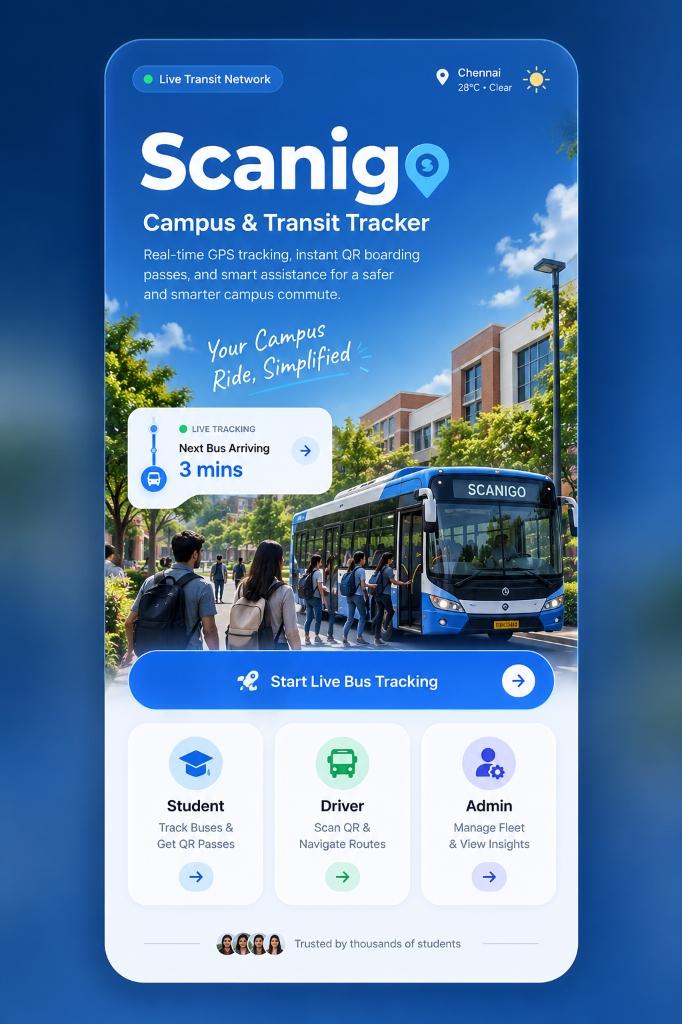 Live Transit Network
Chennai
28°C • Clear
Scanigo
Campus & Transit Tracker
Real-time GPS tracking, instant QR boarding
passes, and smart assistance for a safer
and smarter campus commute.
Your Campus
Ride, Simplified
LIVE TRACKING
Next Bus Arriving
3 mins
SCANIGO
Start Live Bus Tracking
Student
Track Buses &
Get QR Passes
Driver
Scan QR &
Navigate Routes
Admin
Manage Fleet
& View Insights
Trusted by thousands of students